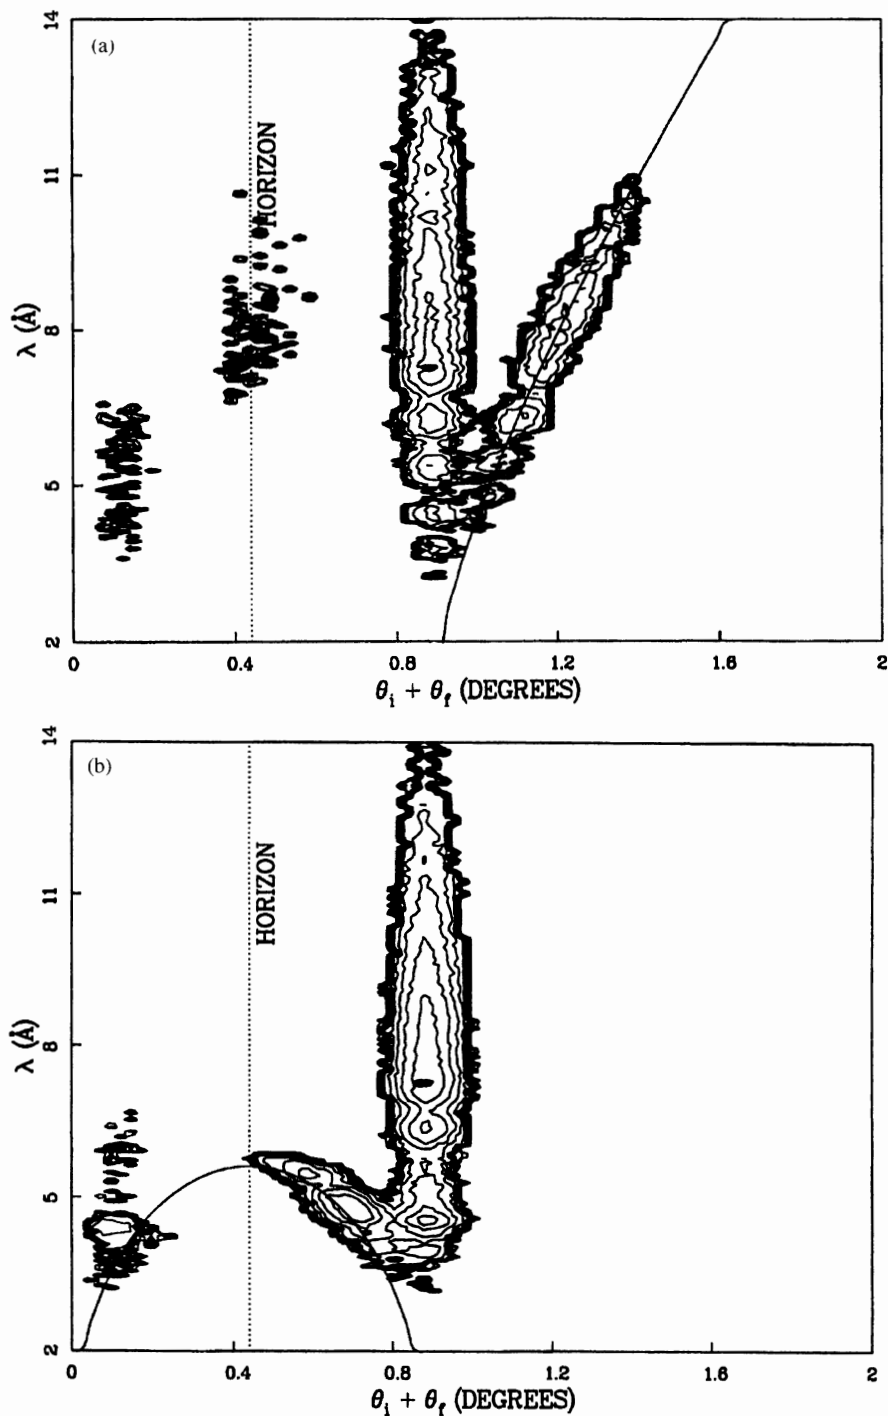 (a)
14
11
8
5
2
λ (Å)
HORIZON
0
0.4
0.8
1.2
1.6
2
θi + θf (DEGREES)
(b)
14
11
8
5
2
λ (Å)
HORIZON
0
0.4
0.8
1.2
1.6
2
θi + θf (DEGREES)